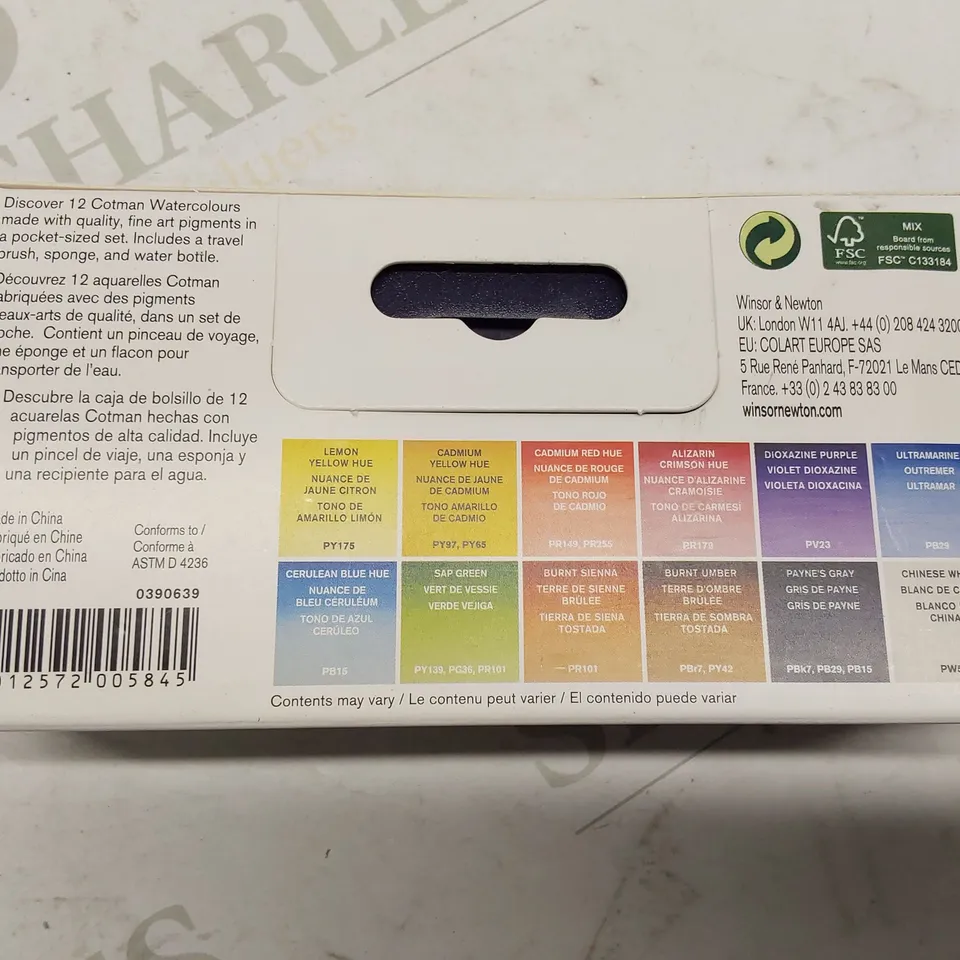 Discover 12 Cotman Watercolours
made with quality, fine art pigments in
a pocket-sized set. Includes a travel
brush, sponge, and water bottle.
Découvrez 12 aquarelles Cotman
fabriquées avec des pigments
beaux-arts de qualité, dans un set de
poche. Contient un pinceau de voyage,
une éponge et un flacon pour
transporter de l'eau.
Descubre la caja de bolsillo de 12
acuarelas Cotman hechas con
pigmentos de alta calidad. Incluye
un pincel de viaje, una esponja y
una recipiente para el agua.
Made in China
Fabriqué en Chine
Fabricado en China
Prodotto in Cina
Conforms to /
Conforme à
ASTM D 4236
0390639
12572 005845
MIX
Board from
responsible sources
FSC™ C133184
FSC
www.fsc.org
Winsor & Newton
UK: London W11 4AJ. +44 (0) 208 424 3200
EU: COLART EUROPE SAS
5 Rue René Panhard, F-72021 Le Mans CED
France. +33 (0) 2 43 83 83 00
winsornewton.com
LEMON
YELLOW HUE
NUANCE DE
JAUNE CITRON
TONO DE
AMARILLO LIMÓN
PY175
CADMIUM
YELLOW HUE
NUANCE DE JAUNE
DE CADMIUM
TONO AMARILLO
DE CADMIO
PY97, PY65
CADMIUM RED HUE
NUANCE DE ROUGE
DE CADMIUM
TONO ROJO
DE CADMIO
PR149, PR255
ALIZARIN
CRIMSON HUE
NUANCE D'ALIZARINE
CRAMOISIE
TONO DE CARMESÍ
ALIZARINA
PR179
DIOXAZINE PURPLE
VIOLET DIOXAZINE
VIOLETA DIOXACINA
PV23
ULTRAMARINE
OUTREMER
ULTRAMAR
PB29
CERULEAN BLUE HUE
NUANCE DE
BLEU CÉRULÉUM
TONO DE AZUL
CERÚLEO
PB15
SAP GREEN
VERT DE VESSIE
VERDE VEJIGA
PY139, PG36, PR101
BURNT SIENNA
TERRE DE SIENNE
BRÛLÉE
TIERRA DE SIENA
TOSTADA
PR101
BURNT UMBER
TERRE D'OMBRE
BRÛLÉE
TIERRA DE SOMBRA
TOSTADA
PBr7, PY42
PAYNE'S GRAY
GRIS DE PAYNE
GRIS DE PAYNE
PBk7, PB29, PB15
CHINESE WH
BLANC DE C
BLANCO
CHINA
PW5
Contents may vary / Le contenu peut varier / El contenido puede variar